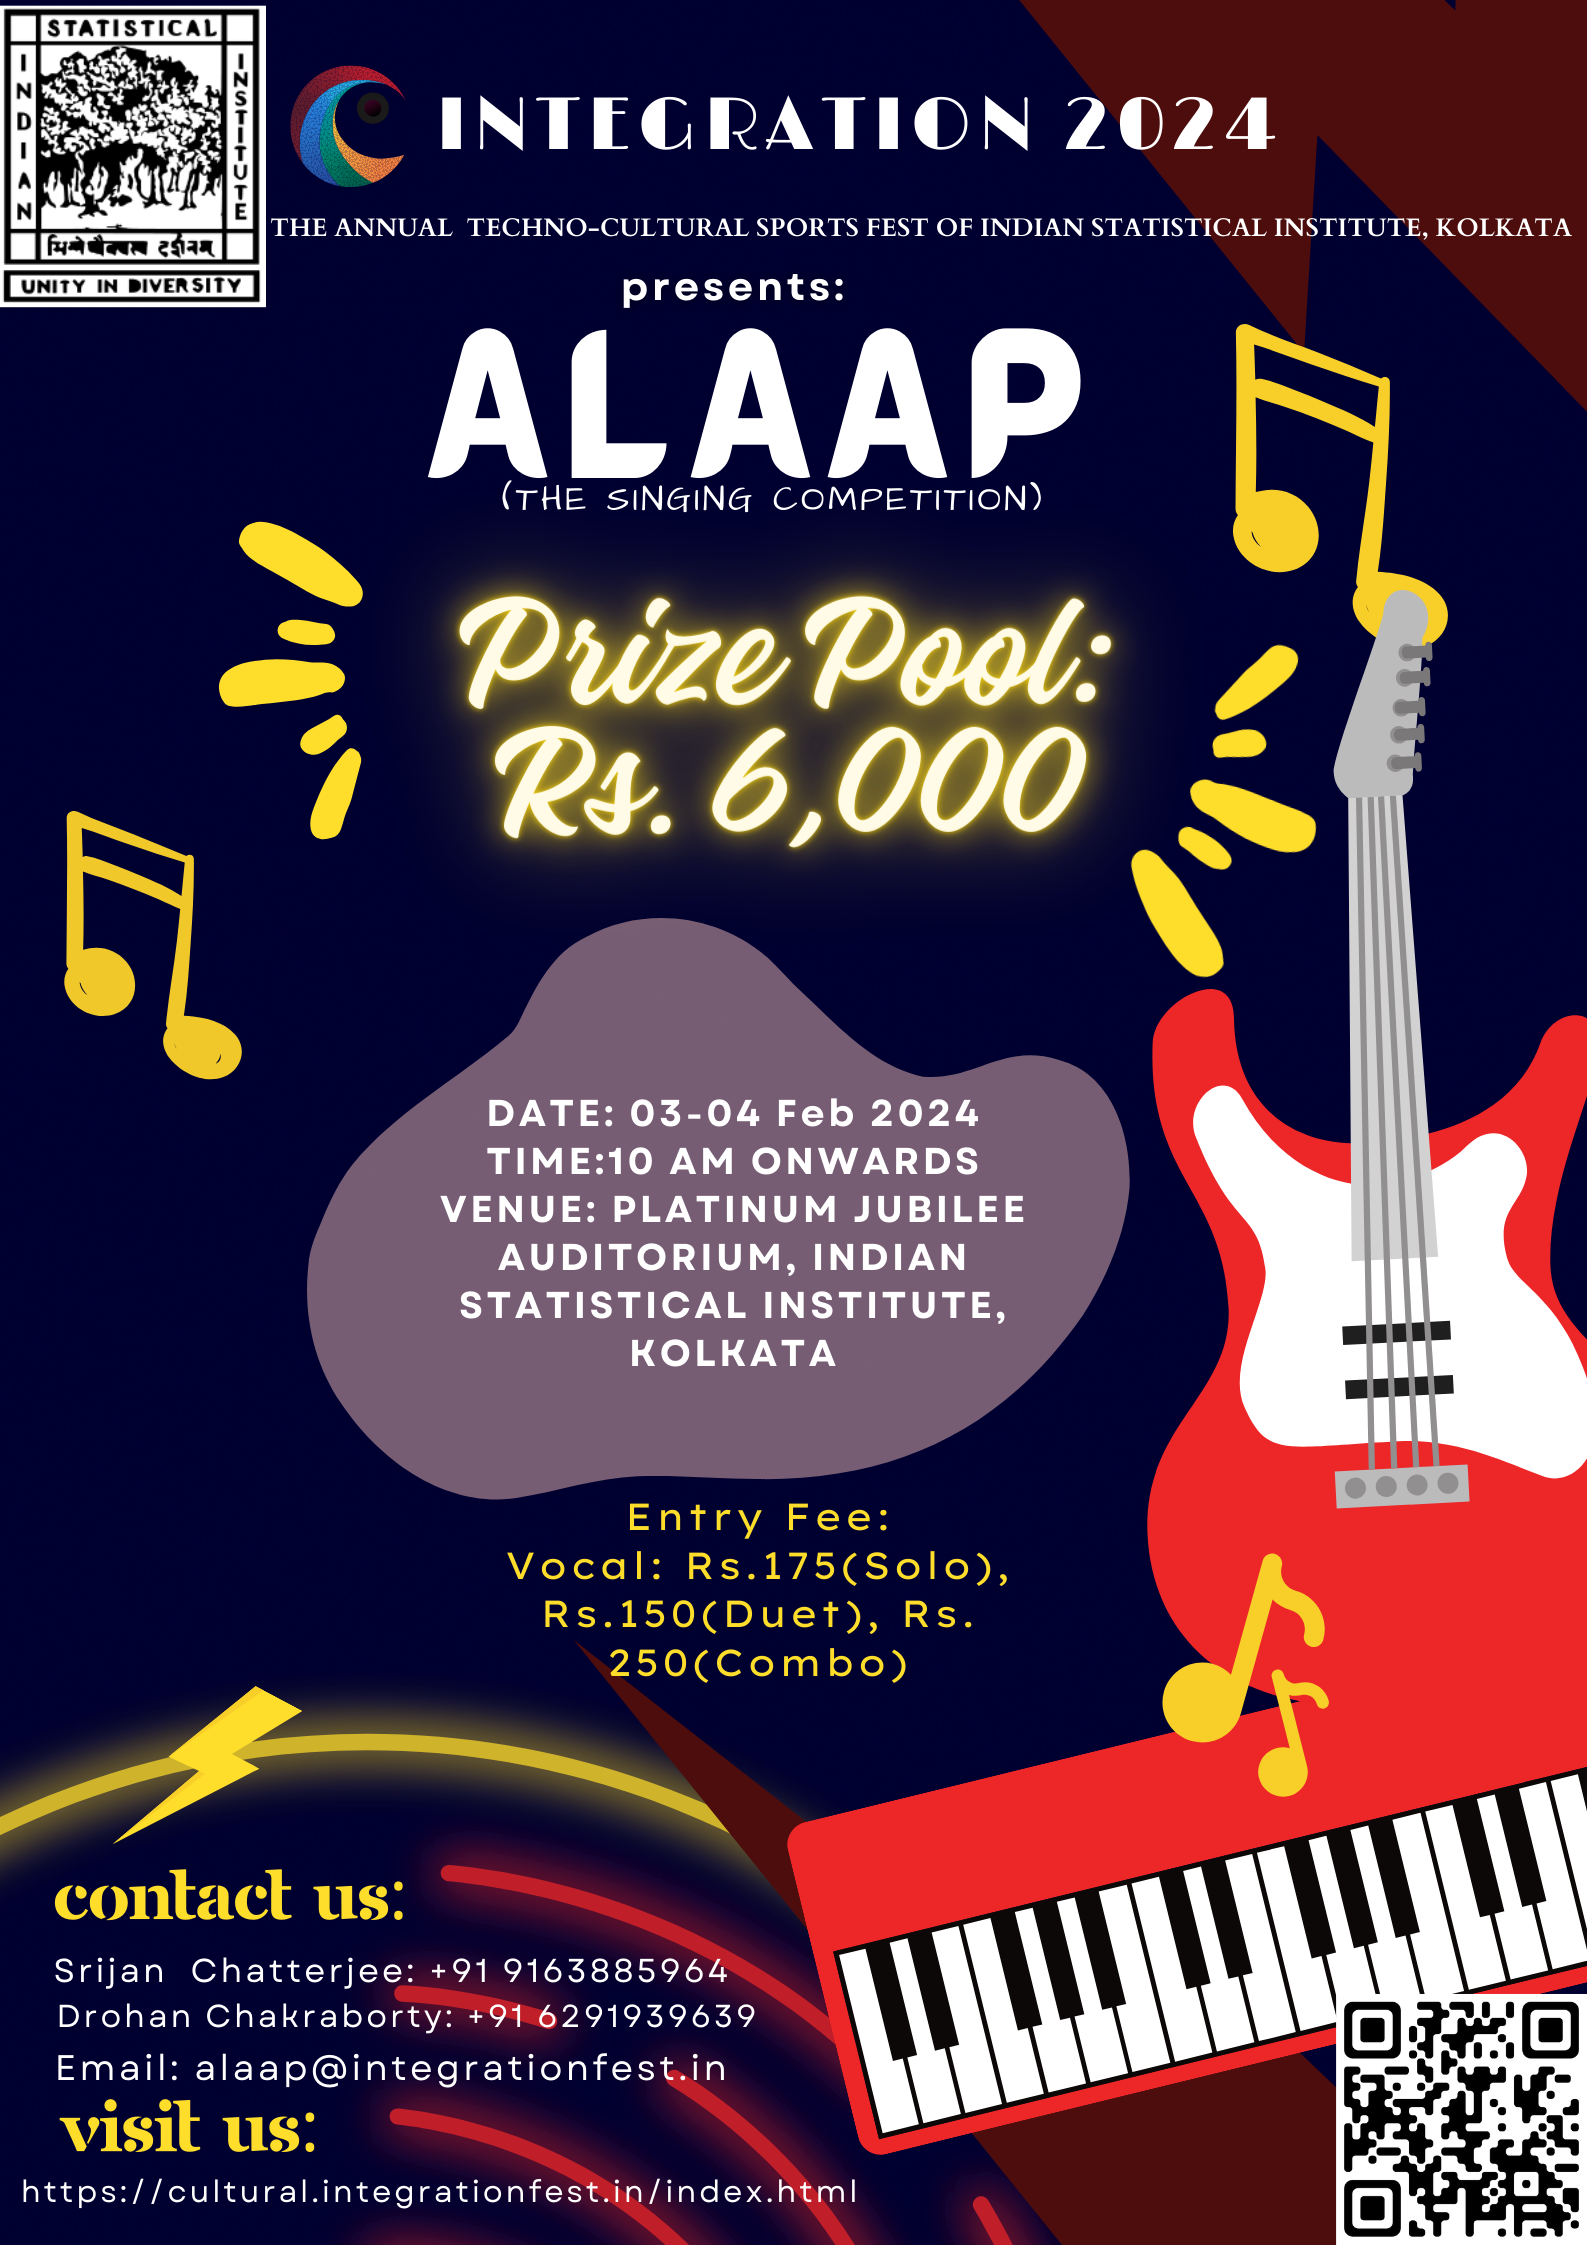 STATISTICAL
INDIAN
INSTITUTE
UNITY IN DIVERSITY
INTEGRATION 2024
THE ANNUAL TECHNO-CULTURAL SPORTS FEST OF INDIAN STATISTICAL INSTITUTE, KOLKATA
presents:
ALAAP
(THE SINGING COMPETITION)
Prize Pool:
Rs. 6,000
DATE: 03-04 Feb 2024
TIME:10 AM ONWARDS
VENUE: PLATINUM JUBILEE
AUDITORIUM, INDIAN
STATISTICAL INSTITUTE,
KOLKATA
Entry Fee:
Vocal: Rs.175(Solo),
Rs.150(Duet), Rs.
250(Combo)
contact us:
Srijan Chatterjee: +91 9163885964
Drohan Chakraborty: +91 6291939639
Email: alaap@integrationfest.in
visit us:
https://cultural.integrationfest.in/index.html